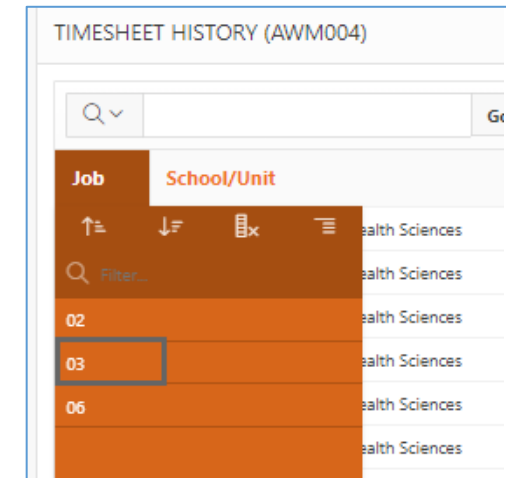 TIMESHEET HISTORY (AWM004)
Job School/Unit
ealth Sciences
Filter... ealth Sciences
02 ealth Sciences
03 ealth Sciences
06 ealth Sciences
ealth Sciences